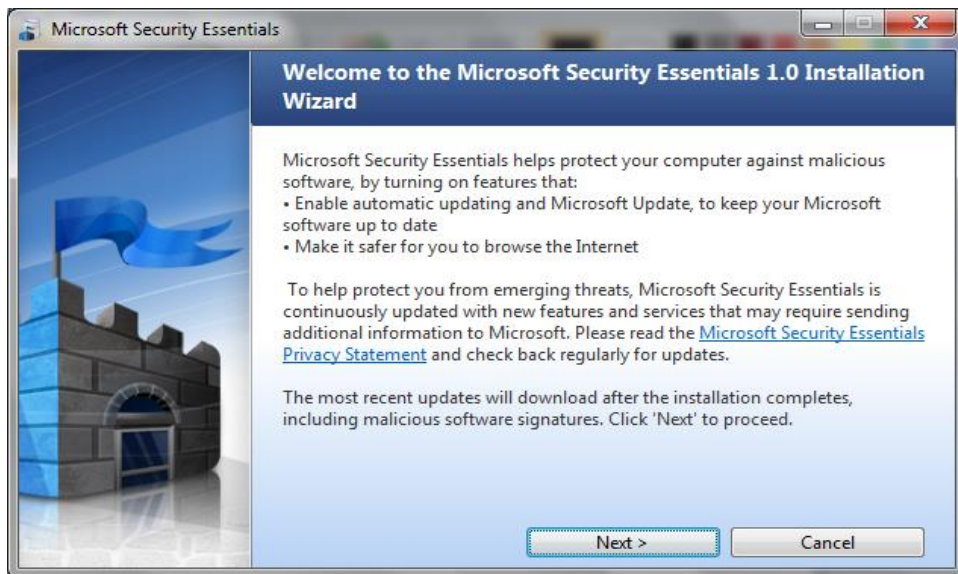 Microsoft Security Essentials
Welcome to the Microsoft Security Essentials 1.0 Installation
Wizard
Microsoft Security Essentials helps protect your computer against malicious
software, by turning on features that:
• Enable automatic updating and Microsoft Update, to keep your Microsoft
software up to date
• Make it safer for you to browse the Internet
To help protect you from emerging threats, Microsoft Security Essentials is
continuously updated with new features and services that may require sending
additional information to Microsoft. Please read the Microsoft Security Essentials
Privacy Statement and check back regularly for updates.
The most recent updates will download after the installation completes,
including malicious software signatures. Click 'Next' to proceed.
Next >
Cancel